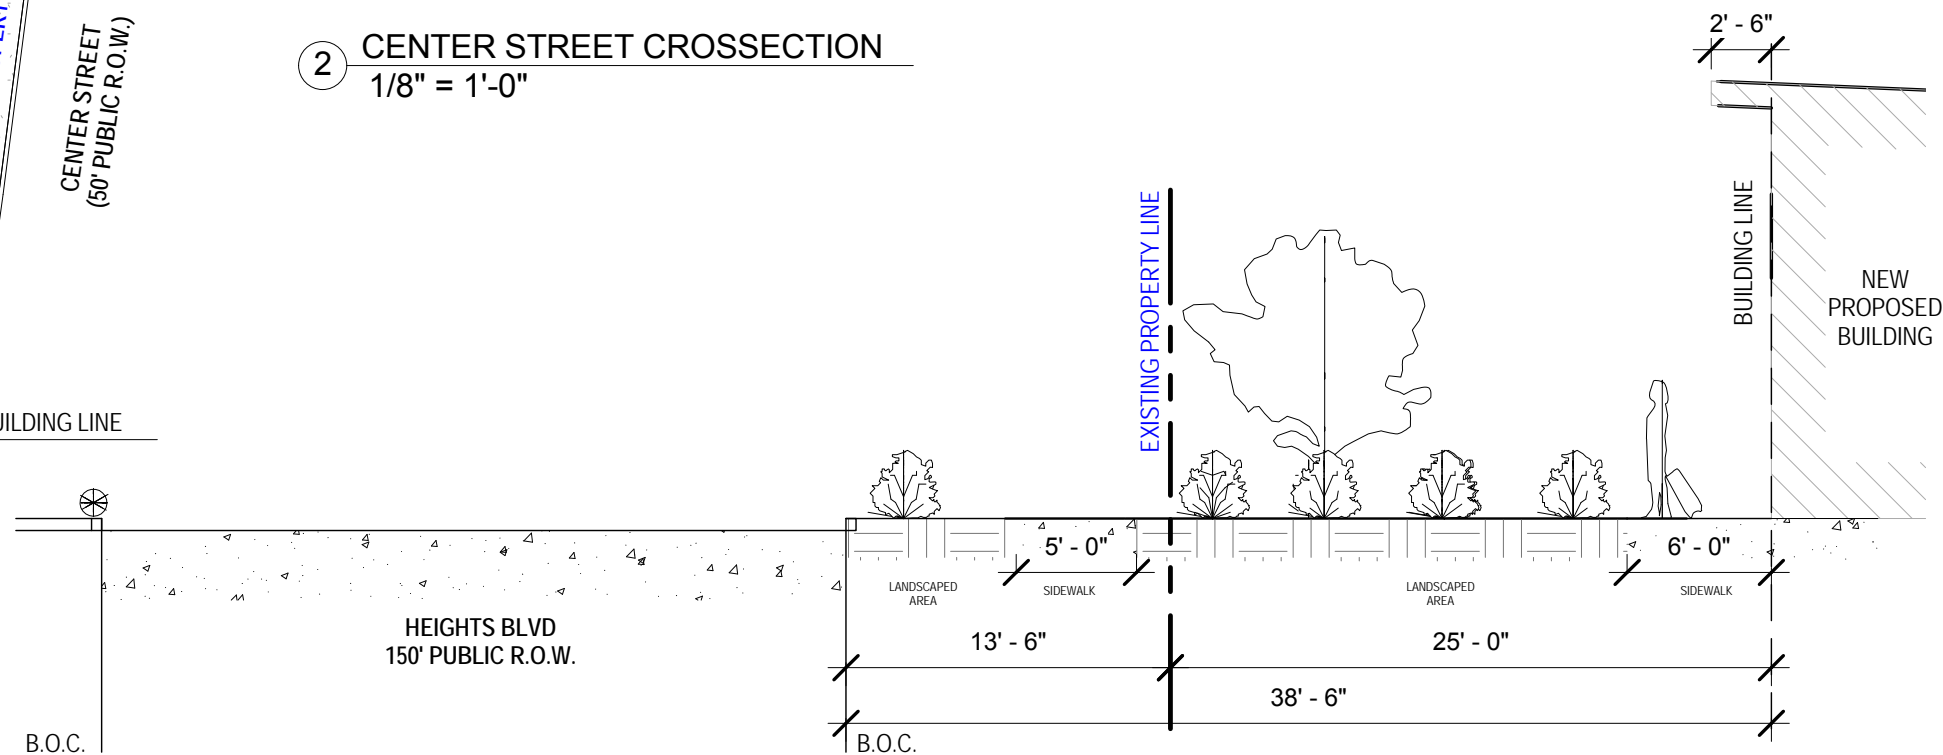 CENTER STREET
(50' PUBLIC R.O.W.)
2
CENTER STREET CROSSECTION
1/8" = 1'-0"
2' - 6"
EXISTING PROPERTY LINE
BUILDING LINE
NEW
PROPOSED
BUILDING
BUILDING LINE
5' - 0"
6' - 0"
LANDSCAPED
AREA
SIDEWALK
LANDSCAPED
AREA
SIDEWALK
HEIGHTS BLVD
150' PUBLIC R.O.W.
13' - 6"
25' - 0"
38' - 6"
B.O.C.
B.O.C.